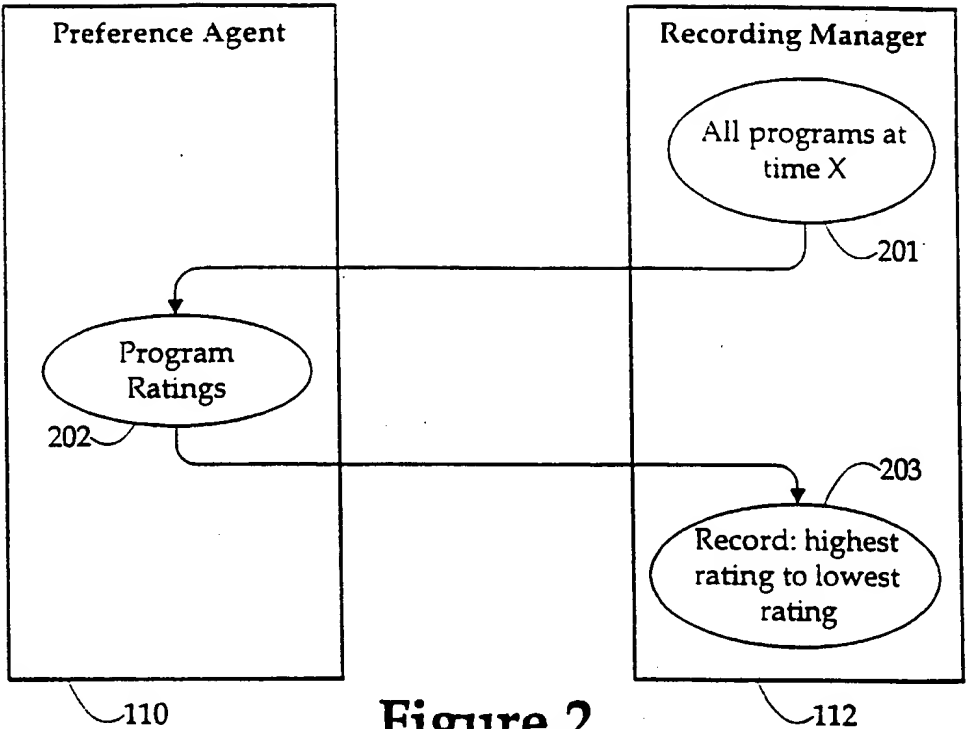 Preference Agent
Recording Manager
All programs at
time X
201
Program
Ratings
202
203
Record: highest
rating to lowest
rating
110
112
Figure 2